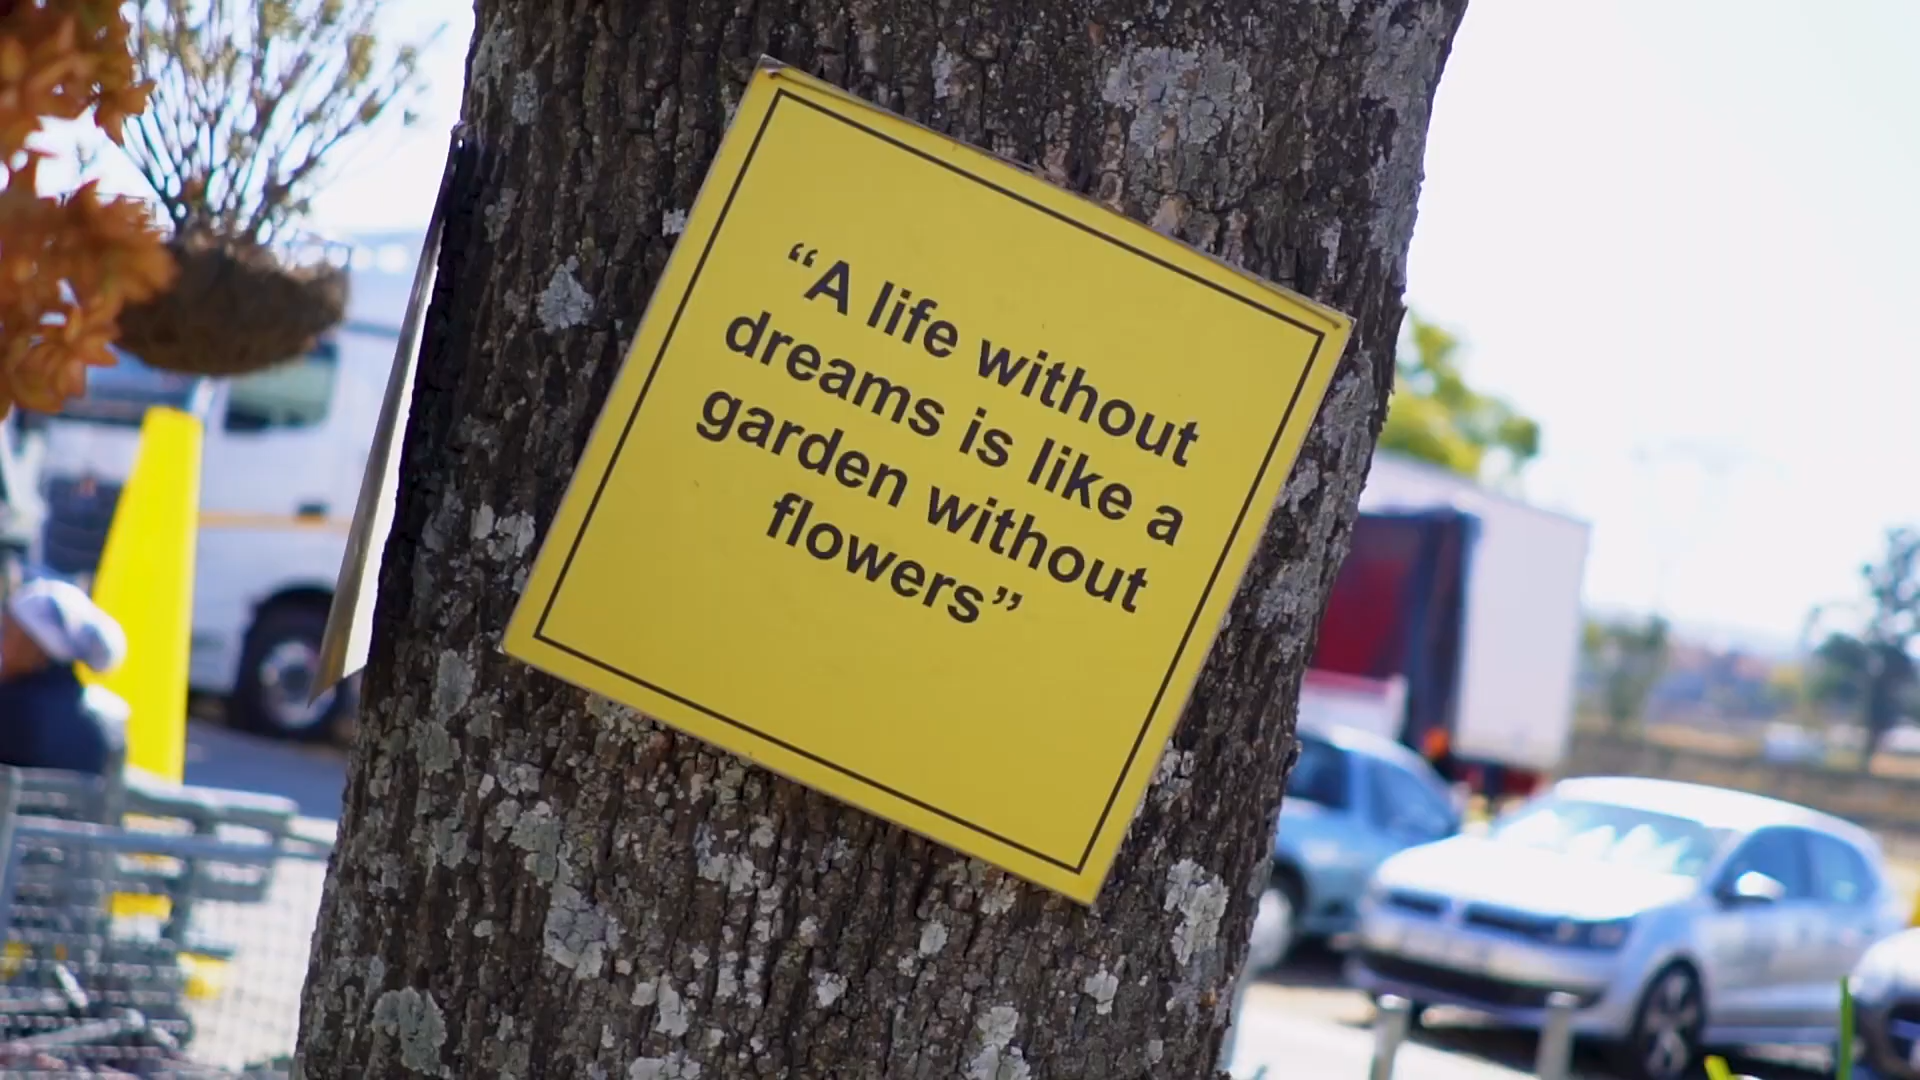 “A life without
dreams is like a
garden without
flowers”